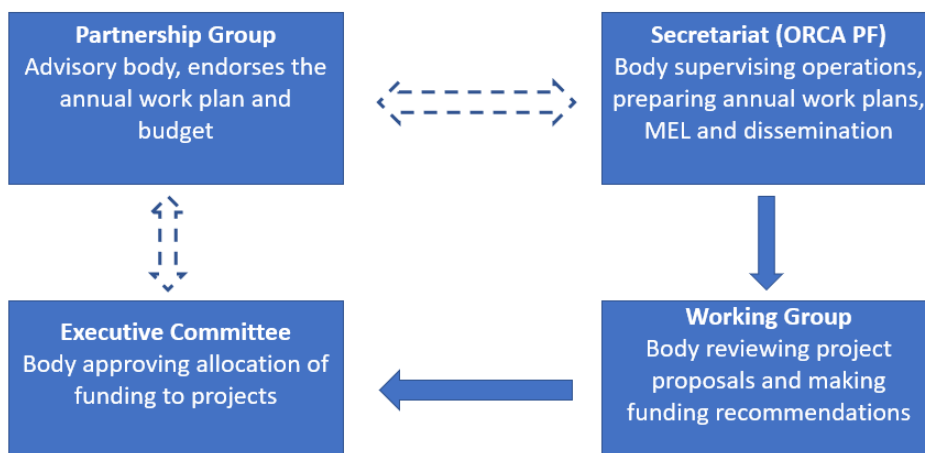 Partnership Group
Advisory body, endorses the
annual work plan and
budget
Secretariat (ORCA PF)
Body supervising operations,
preparing annual work plans,
MEL and dissemination
Executive Committee
Body approving allocation of
funding to projects
Working Group
Body reviewing project
proposals and making
funding recommendations